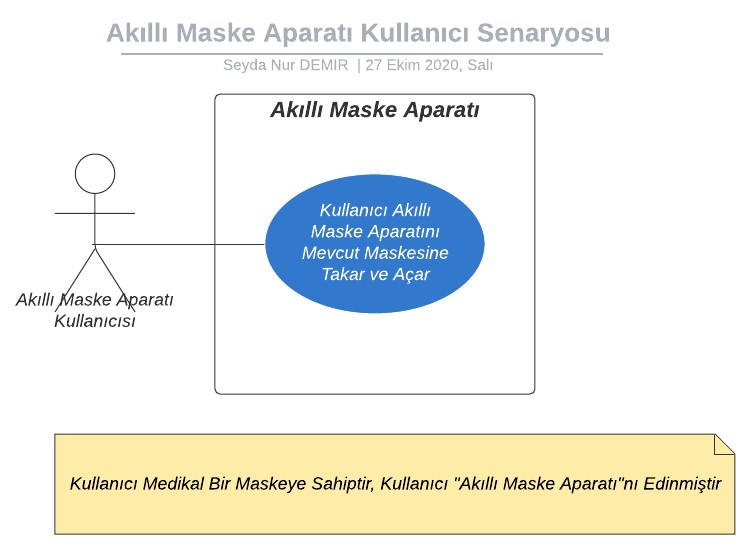 Akıllı Maske Aparatı Kullanıcı Senaryosu
Seyda Nur DEMIR | 27 Ekim 2020, Salı
Akıllı Maske Aparatı
Kullanıcı Akıllı
Maske Aparatını
Mevcut Maskesine
Takar ve Açar
Akıllı Maske Aparatı
Kullanıcısı
Kullanıcı Medikal Bir Maskeye Sahiptir, Kullanıcı "Akıllı Maske Aparatı"nı Edinmiştir